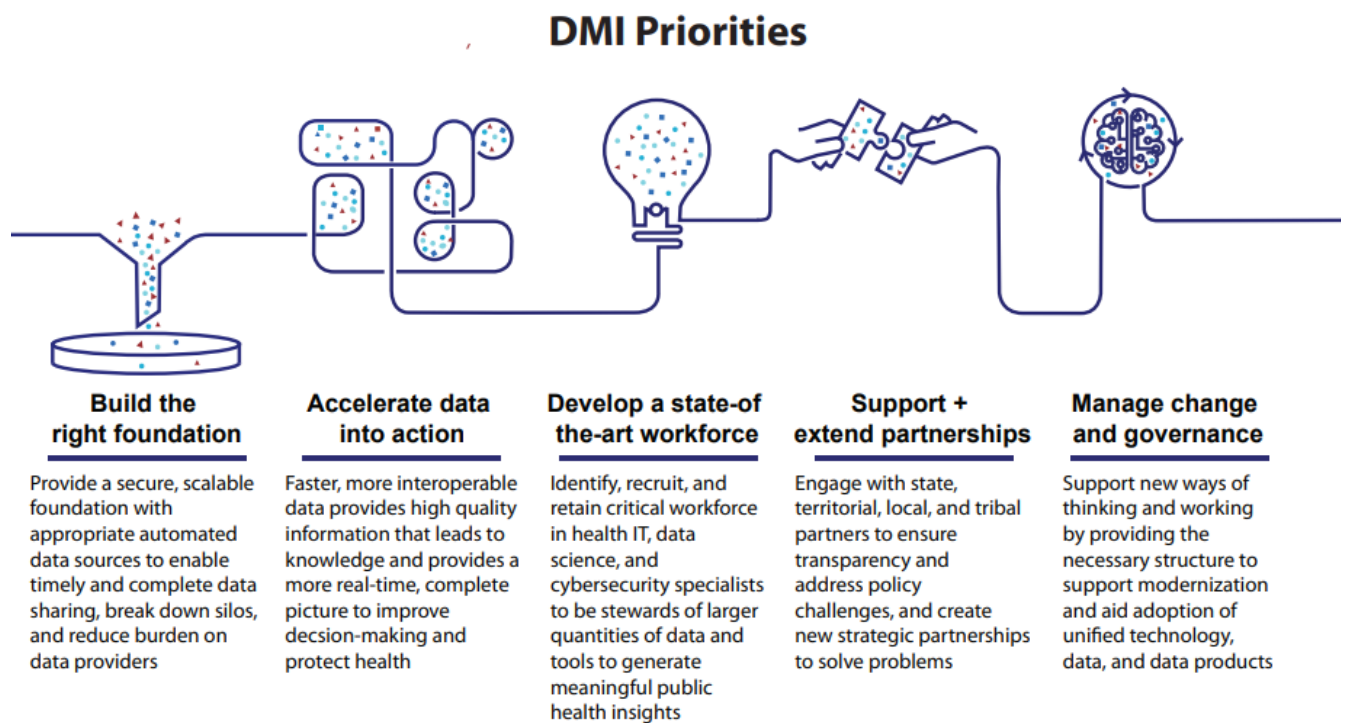 DMI Priorities
Build the
right foundation
Provide a secure, scalable
foundation with
appropriate automated
data sources to enable
timely and complete data
sharing, break down silos,
and reduce burden on
data providers
Accelerate data
into action
Faster, more interoperable
data provides high quality
information that leads to
knowledge and provides a
more real-time, complete
picture to improve
decsion-making and
protect health
Develop a state-of
the-art workforce
Identify, recruit, and
retain critical workforce
in health IT, data
science, and
cybersecurity specialists
to be stewards of larger
quantities of data and
tools to generate
meaningful public
health insights
Support +
extend partnerships
Engage with state,
territorial, local, and tribal
partners to ensure
transparency and
address policy
challenges, and create
new strategic partnerships
to solve problems
Manage change
and governance
Support new ways of
thinking and working
by providing the
necessary structure to
support modernization
and aid adoption of
unified technology,
data, and data products